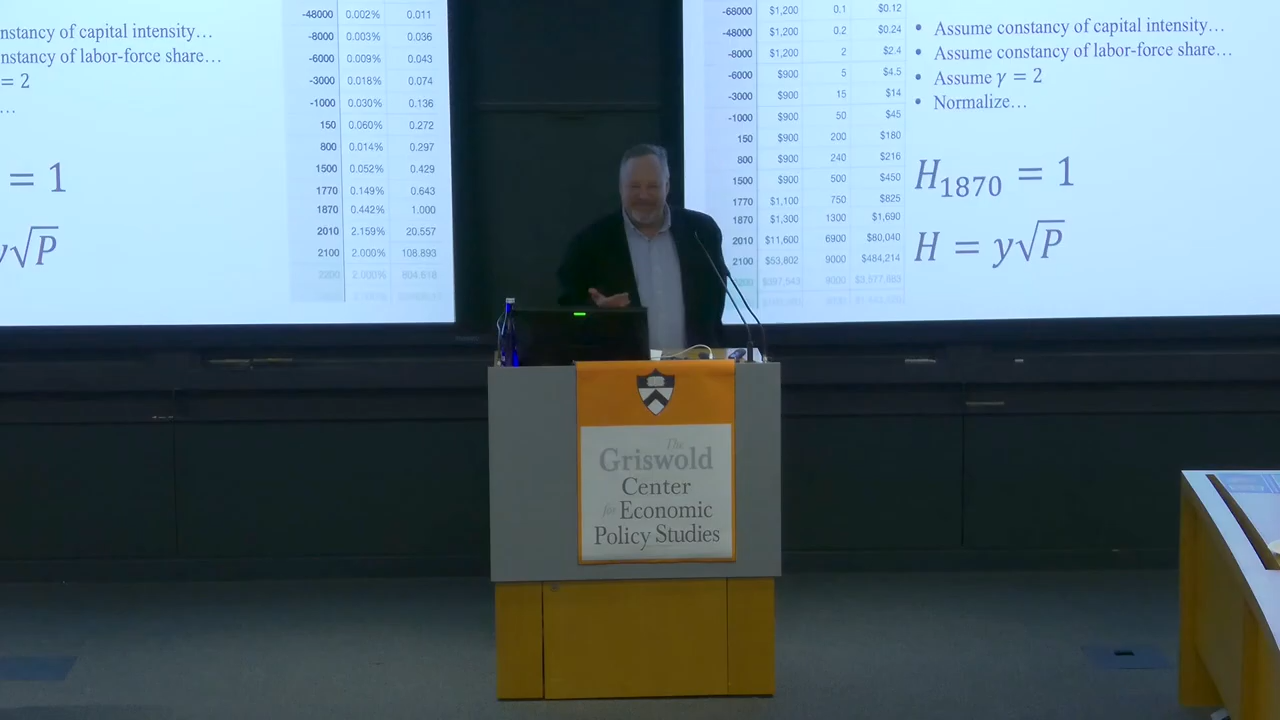 nstancy of capital intensity…
nstancy of labor-force share…
= 2
…
= 1
y√P
-48000 0.002% 0.011
-8000 0.003% 0.036
-6000 0.009% 0.043
-3000 0.018% 0.074
-1000 0.030% 0.136
150 0.060% 0.272
800 0.014% 0.297
1500 0.052% 0.429
1770 0.149% 0.643
1870 0.442% 1.000
2010 2.159% 20.557
2100 2.000% 108.893
2200 2.000% 804.618
-68000 $1,200 0.1 $0.12
-48000 $1,200 0.2 $0.24
-8000 $1,200 2 $2.4
-6000 $900 5 $4.5
-3000 $900 15 $14
-1000 $900 50 $45
150 $900 200 $180
800 $900 240 $216
1500 $900 500 $450
1770 $1,100 750 $825
1870 $1,300 1300 $1,690
2010 $11,600 6900 $80,040
2100 $53,802 9000 $484,214
9000
• Assume constancy of capital intensity…
• Assume constancy of labor-force share…
• Assume γ = 2
• Normalize…
H₁₈₇₀ = 1
H = y√P
The
Griswold
Center
for Economic
Policy Studies